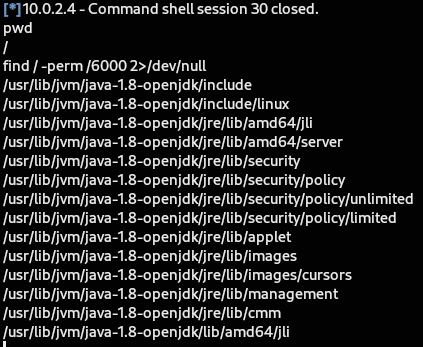 [*]10.0.2.4 - Command shell session 30 closed.
pwd
/
find / -perm /6000 2>/dev/null
/usr/lib/jvm/java-1.8-openjdk/include
/usr/lib/jvm/java-1.8-openjdk/include/linux
/usr/lib/jvm/java-1.8-openjdk/jre/lib/amd64/jli
/usr/lib/jvm/java-1.8-openjdk/jre/lib/amd64/server
/usr/lib/jvm/java-1.8-openjdk/jre/lib/security
/usr/lib/jvm/java-1.8-openjdk/jre/lib/security/policy
/usr/lib/jvm/java-1.8-openjdk/jre/lib/security/policy/unlimited
/usr/lib/jvm/java-1.8-openjdk/jre/lib/security/policy/limited
/usr/lib/jvm/java-1.8-openjdk/jre/lib/applet
/usr/lib/jvm/java-1.8-openjdk/jre/lib/images
/usr/lib/jvm/java-1.8-openjdk/jre/lib/images/cursors
/usr/lib/jvm/java-1.8-openjdk/jre/lib/management
/usr/lib/jvm/java-1.8-openjdk/jre/lib/cmm
/usr/lib/jvm/java-1.8-openjdk/lib/amd64/jli